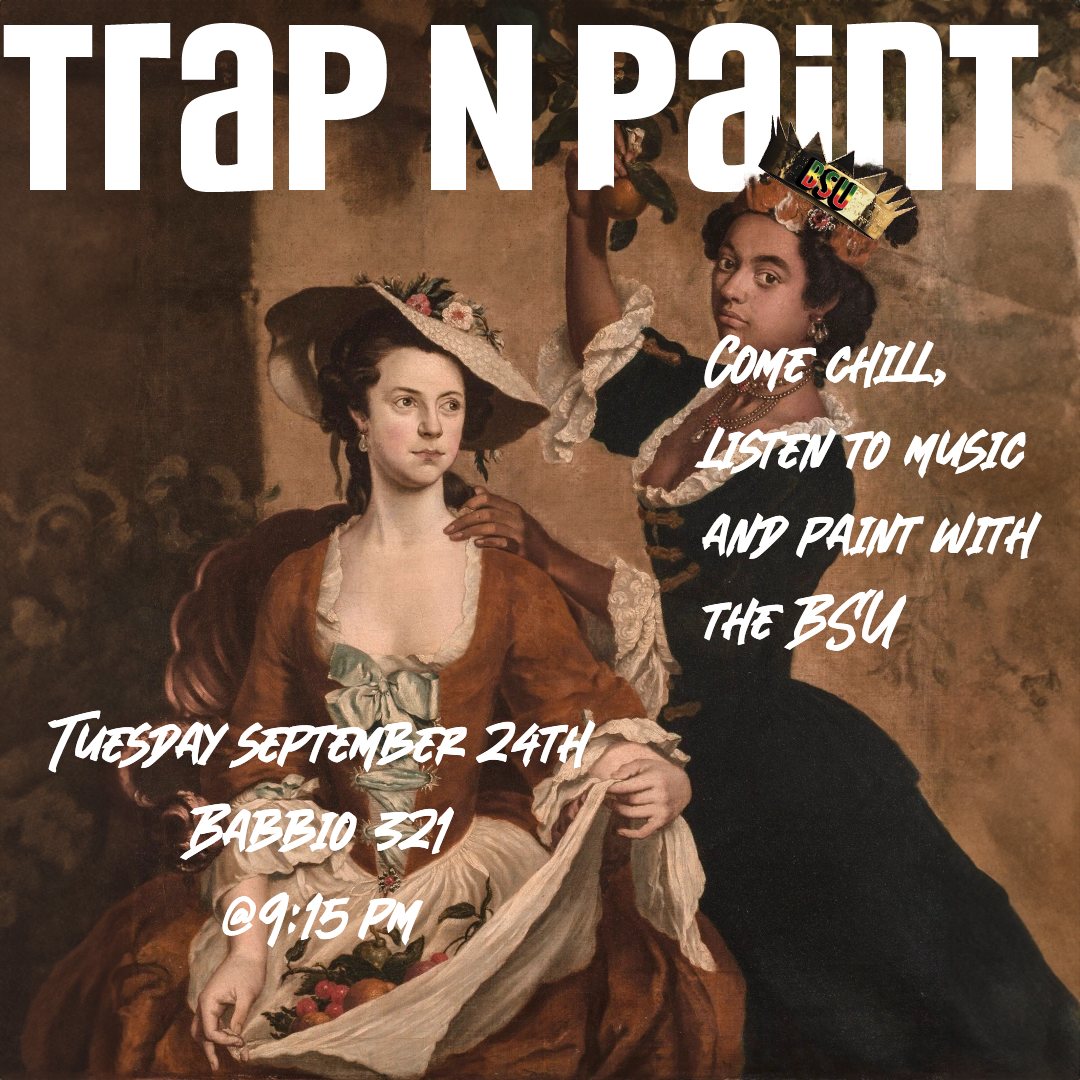 Trap N Paint
BSU
Come chill,
listen to music
and paint with
the BSU
Tuesday September 24th
Babbio 321
@9:15 pm